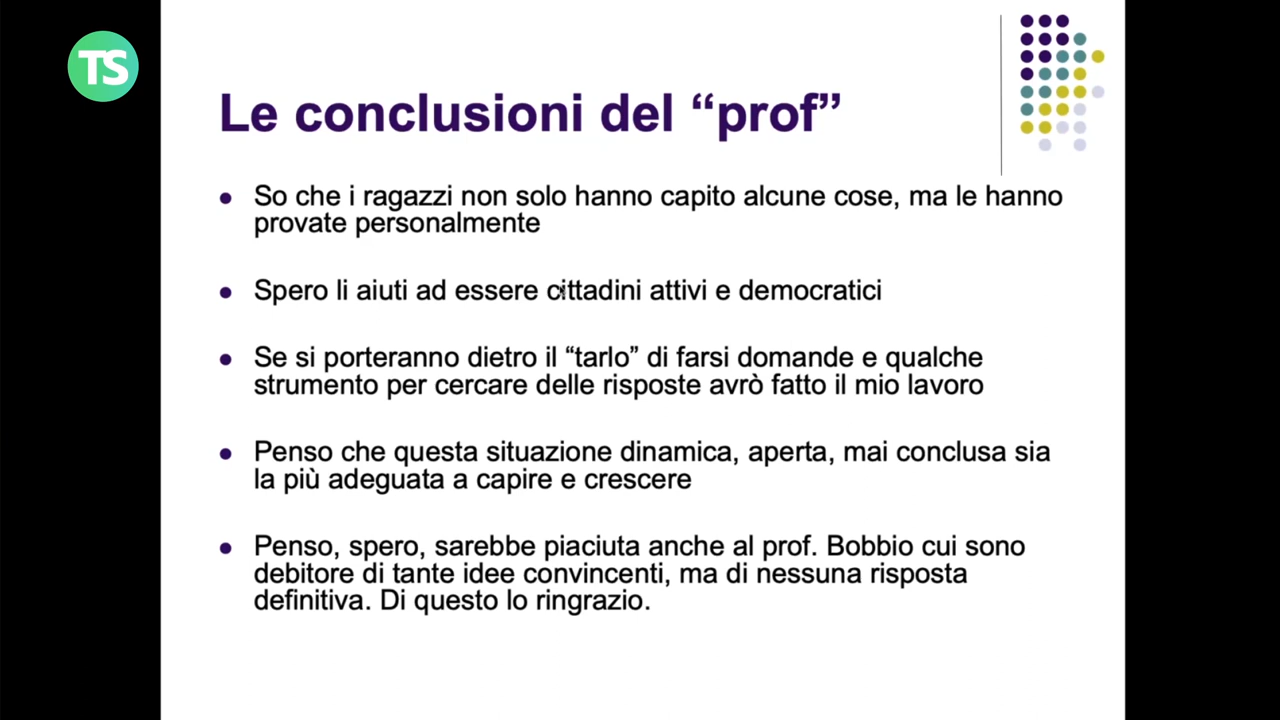 TS
Le conclusioni del “prof”
So che i ragazzi non solo hanno capito alcune cose, ma le hanno
provate personalmente
Spero li aiuti ad essere cittadini attivi e democratici
Se si porteranno dietro il “tarlo” di farsi domande e qualche
strumento per cercare delle risposte avrò fatto il mio lavoro
Penso che questa situazione dinamica, aperta, mai conclusa sia
la più adeguata a capire e crescere
Penso, spero, sarebbe piaciuta anche al prof. Bobbio cui sono
debitore di tante idee convincenti, ma di nessuna risposta
definitiva. Di questo lo ringrazio.